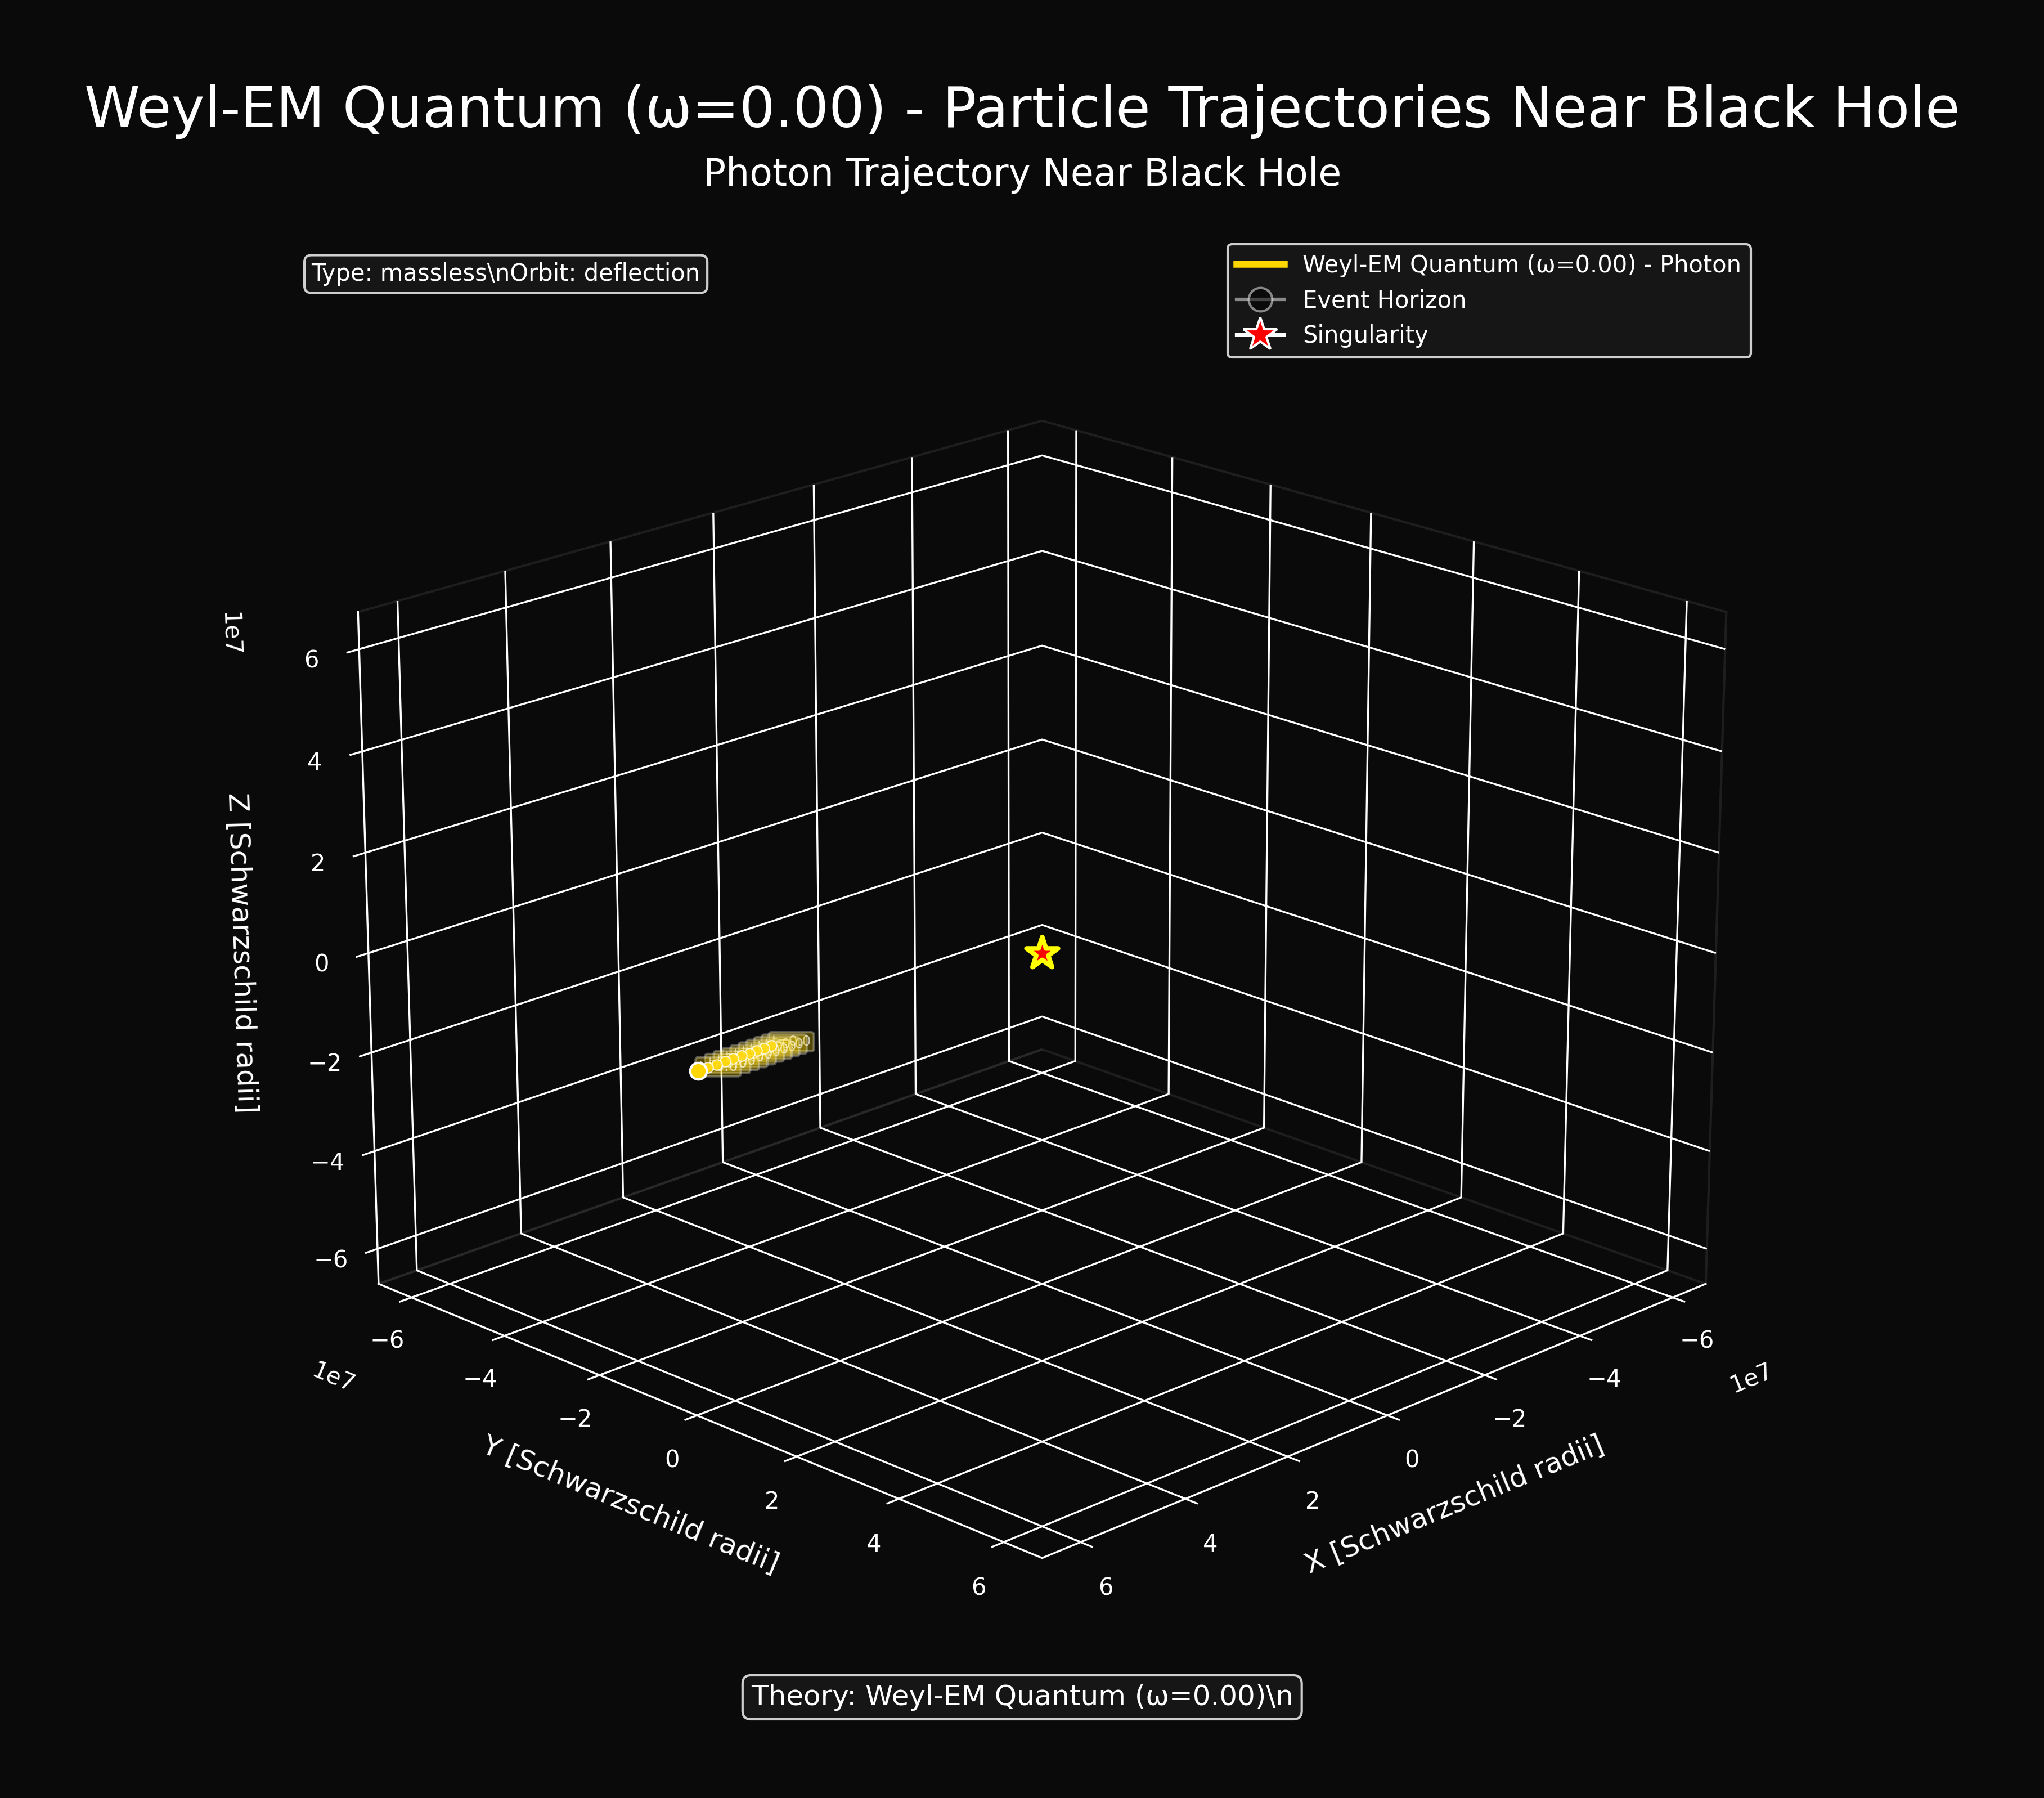 Weyl-EM Quantum (ω=0.00) - Particle Trajectories Near Black Hole
Photon Trajectory Near Black Hole
Type: massless\nOrbit: deflection
Weyl-EM Quantum (ω=0.00) - Photon
Event Horizon
Singularity
1e7
6
4
2
0
−2
−4
−6
Z [Schwarzschild radii]
−6
−4
−2
0
2
4
6
1e7
Y [Schwarzschild radii]
6
4
2
0
−2
−4
−6
1e7
X [Schwarzschild radii]
Theory: Weyl-EM Quantum (ω=0.00)\n